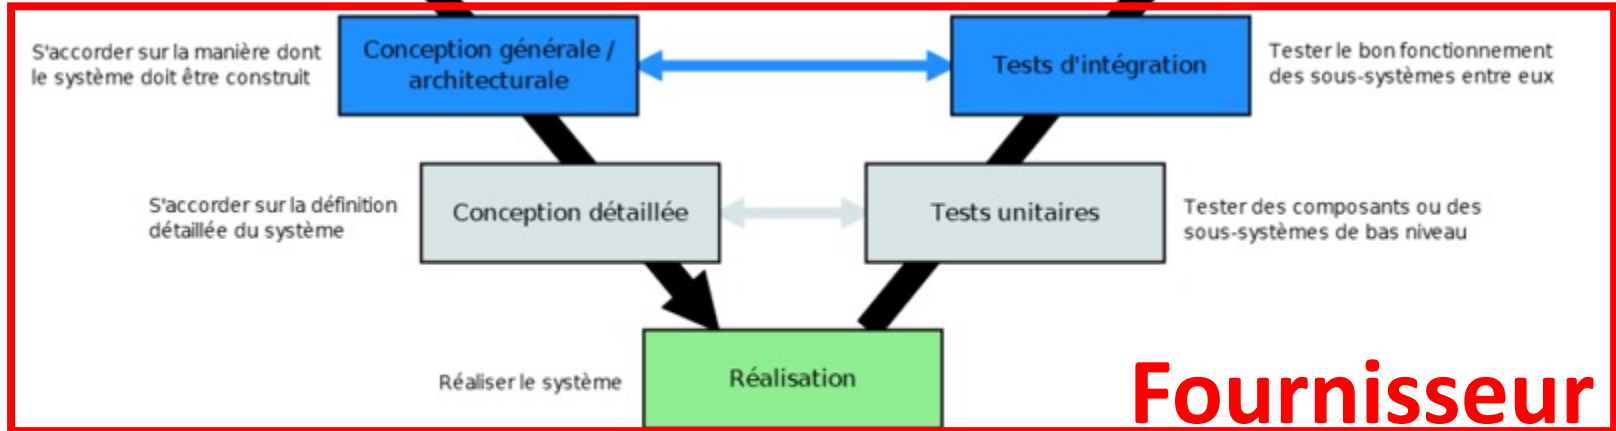 S'accorder sur la manière dont
le système doit être construit
Conception générale /
architecturale
Tests d'intégration
Tester le bon fonctionnement
des sous-systèmes entre eux
S'accorder sur la définition
détaillée du système
Conception détaillée
Tests unitaires
Tester des composants ou des
sous-systèmes de bas niveau
Réaliser le système
Réalisation
Fournisseur